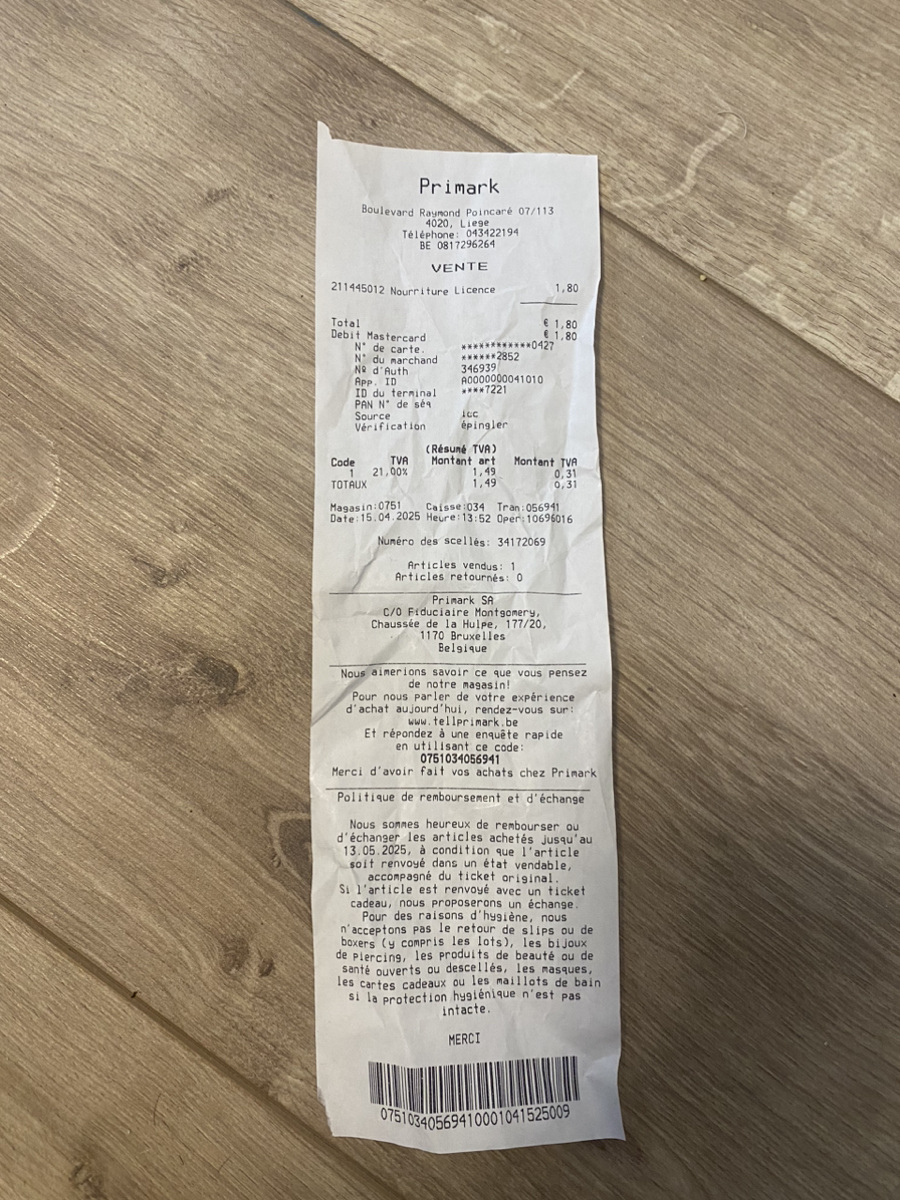 Primark
Boulevard Raymond Poincaré 07/113
4020, Liege
Téléphone: 043422194
BE 0817296264
VENTE
211445012 Nourriture Licence 1,80
Total € 1,80
Debit Mastercard € 1,80
N° de carte. ************0427
N° du marchand ******2852
Nº d'Auth 346939
App. ID A0000000041010
ID du terminal ****7221
PAN N° de séq
Source icc
Vérification épingler
(Résumé TVA)
Code TVA Montant art Montant TVA
1 21,00% 1,49 0,31
TOTAUX 1,49 0,31
Magasin:0751 Caisse:034 Tran:056941
Date:15.04.2025 Heure:13:52 Oper:10696016
Numéro des scellés: 34172069
Articles vendus: 1
Articles retournés: 0
Primark SA
C/O Fiduciaire Montgomery,
Chaussée de la Hulpe, 177/20,
1170 Bruxelles
Belgique
Nous aimerions savoir ce que vous pensez
de notre magasin!
Pour nous parler de votre expérience
d'achat aujourd'hui, rendez-vous sur:
www.tellprimark.be
Et répondez à une enquête rapide
en utilisant ce code:
0751034056941
Merci d'avoir fait vos achats chez Primark
Politique de remboursement et d'échange
Nous sommes heureux de rembourser ou
d'échanger les articles achetés jusqu'au
13.05.2025, à condition que l'article
soit renvoyé dans un état vendable,
accompagné du ticket original.
Si l'article est renvoyé avec un ticket
cadeau, nous proposerons un échange.
Pour des raisons d'hygiène, nous
n'acceptons pas le retour de slips ou de
boxers (y compris les lots), les bijoux
de piercing, les produits de beauté ou de
santé ouverts ou descellés, les masques,
les cartes cadeaux ou les maillots de bain
si la protection hygiénique n'est pas
intacte.
MERCI
07510340569410001041525009